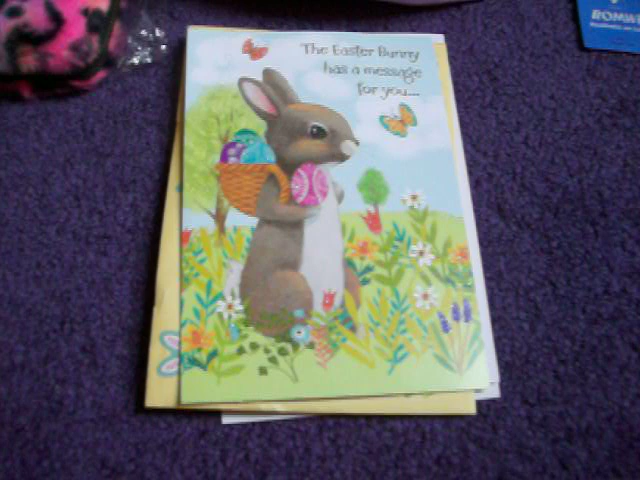 The Easter Bunny
has a message
for you....